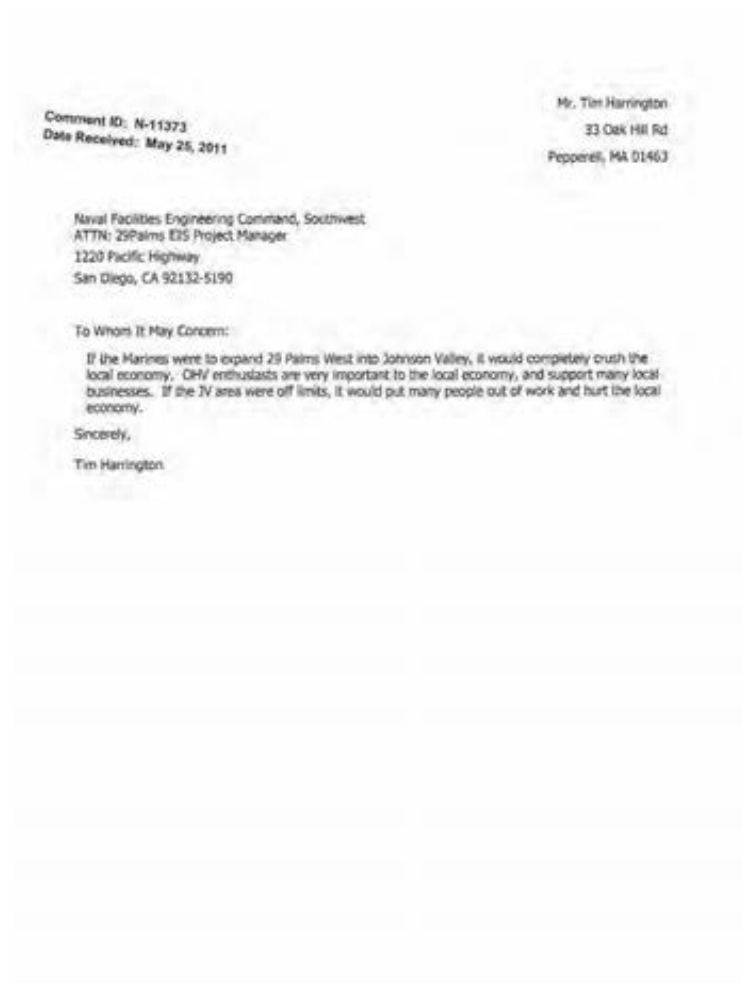 Mr. Tim Harrington
33 Oak Hill Rd
Pepperell, MA 01463
Comment ID: N-11373
Date Received: May 25, 2011
Naval Facilities Engineering Command, Southwest
ATTN: 29Palms EIS Project Manager
1220 Pacific Highway
San Diego, CA 92132-5190
To Whom It May Concern:
If the Marines were to expand 29 Palms West into Johnson Valley, it would completely crush the
local economy. OHV enthusiasts are very important to the local economy, and support many local
businesses. If the JV area were off limits, it would put many people out of work and hurt the local
economy.
Sincerely,
Tim Harrington